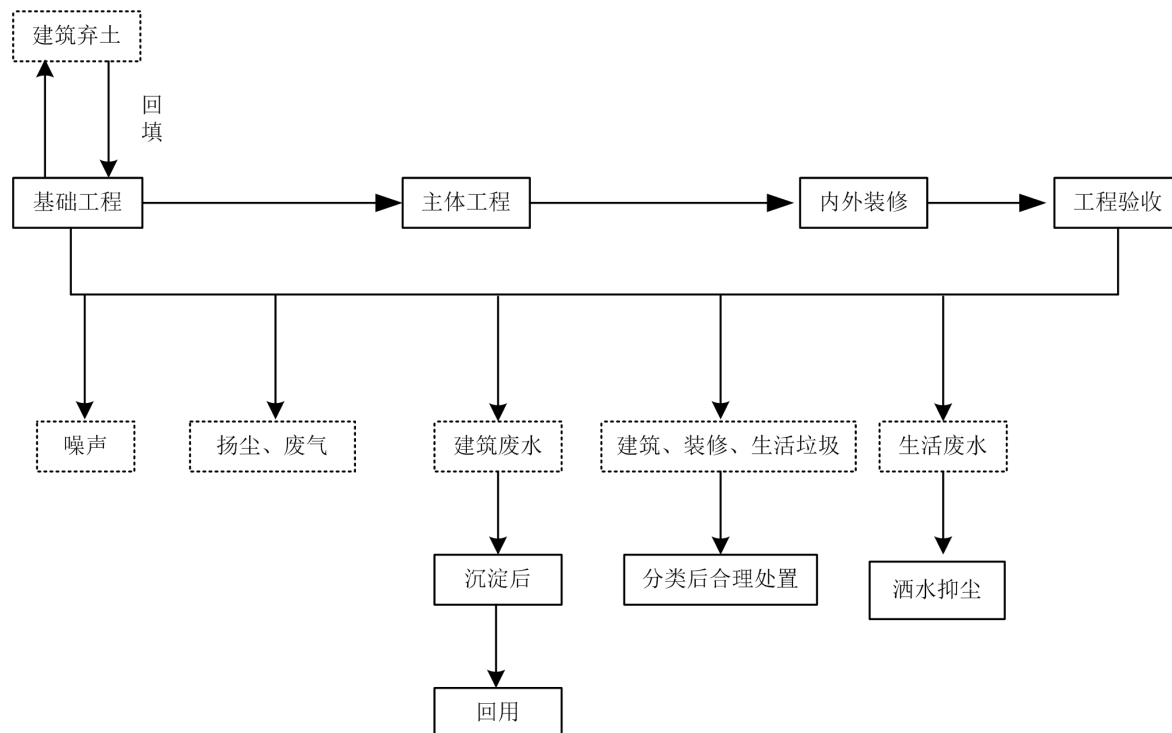 建筑弃土
回
填
基础工程
主体工程
内外装修
工程验收
噪声
扬尘、废气
建筑废水
建筑、装修、生活垃圾
生活废水
沉淀后
分类后合理处置
洒水抑尘
回用